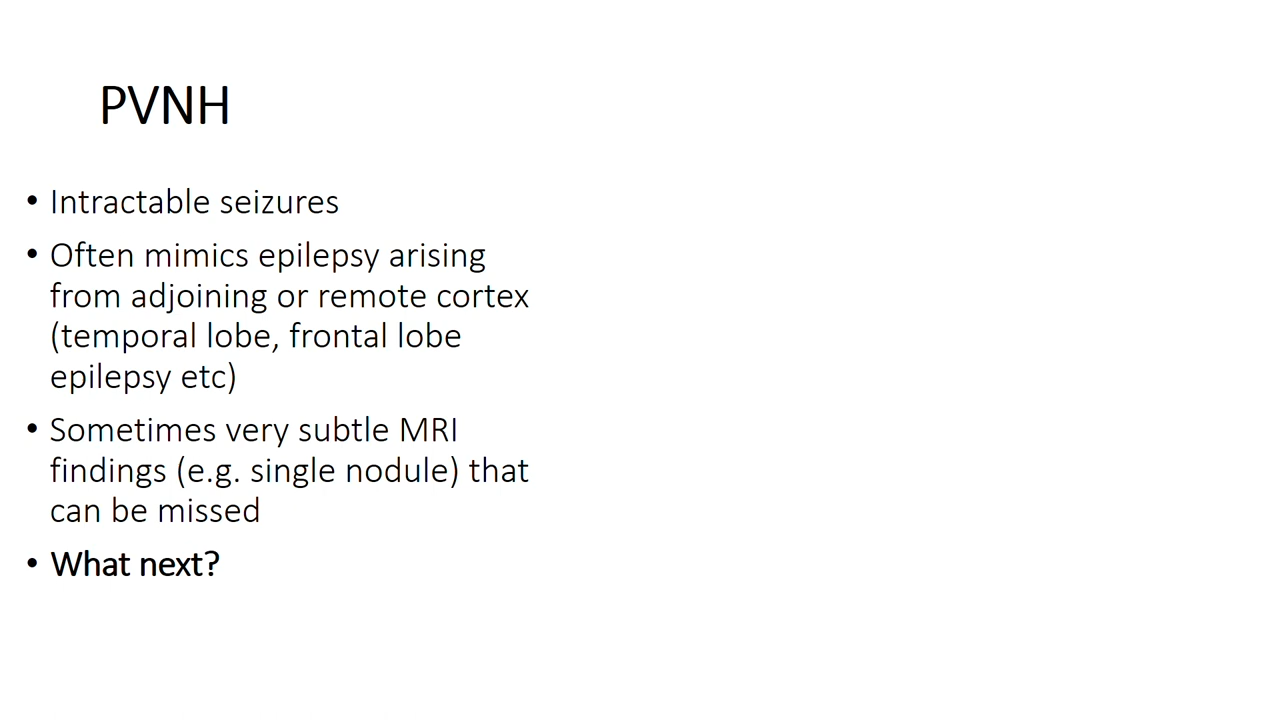 PVNH
• Intractable seizures
• Often mimics epilepsy arising
from adjoining or remote cortex
(temporal lobe, frontal lobe
epilepsy etc)
• Sometimes very subtle MRI
findings (e.g. single nodule) that
can be missed
• What next?